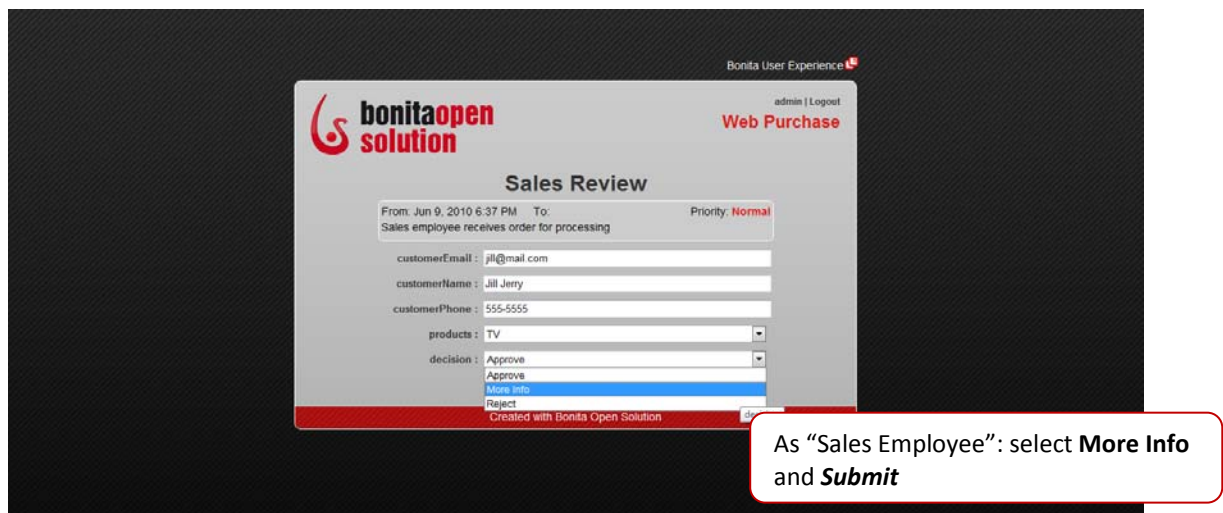 Bonita User Experience
admin | Logout
bonitaopen
solution
Web Purchase
Sales Review
From: Jun 9, 2010 6:37 PM To: Priority: Normal
Sales employee receives order for processing
customerEmail : jill@mail.com
customerName : Jill Jerry
customerPhone : 555-5555
products : TV
decision : Approve
Approve
More Info
Reject
Created with Bonita Open Solution
As “Sales Employee”: select More Info
and Submit